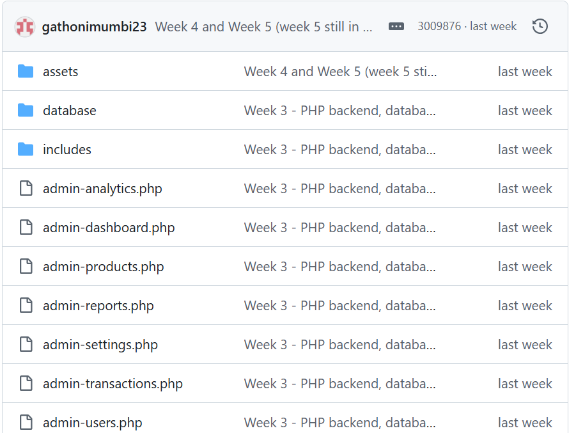 gathonimumbi23 Week 4 and Week 5 (week 5 still in ... 3009876 · last week
assets Week 4 and Week 5 (week 5 sti... last week
database Week 3 - PHP backend, databa... last week
includes Week 3 - PHP backend, databa... last week
admin-analytics.php Week 3 - PHP backend, databa... last week
admin-dashboard.php Week 3 - PHP backend, databa... last week
admin-products.php Week 3 - PHP backend, databa... last week
admin-reports.php Week 3 - PHP backend, databa... last week
admin-settings.php Week 3 - PHP backend, databa... last week
admin-transactions.php Week 3 - PHP backend, databa... last week
admin-users.php Week 3 - PHP backend, databa... last week